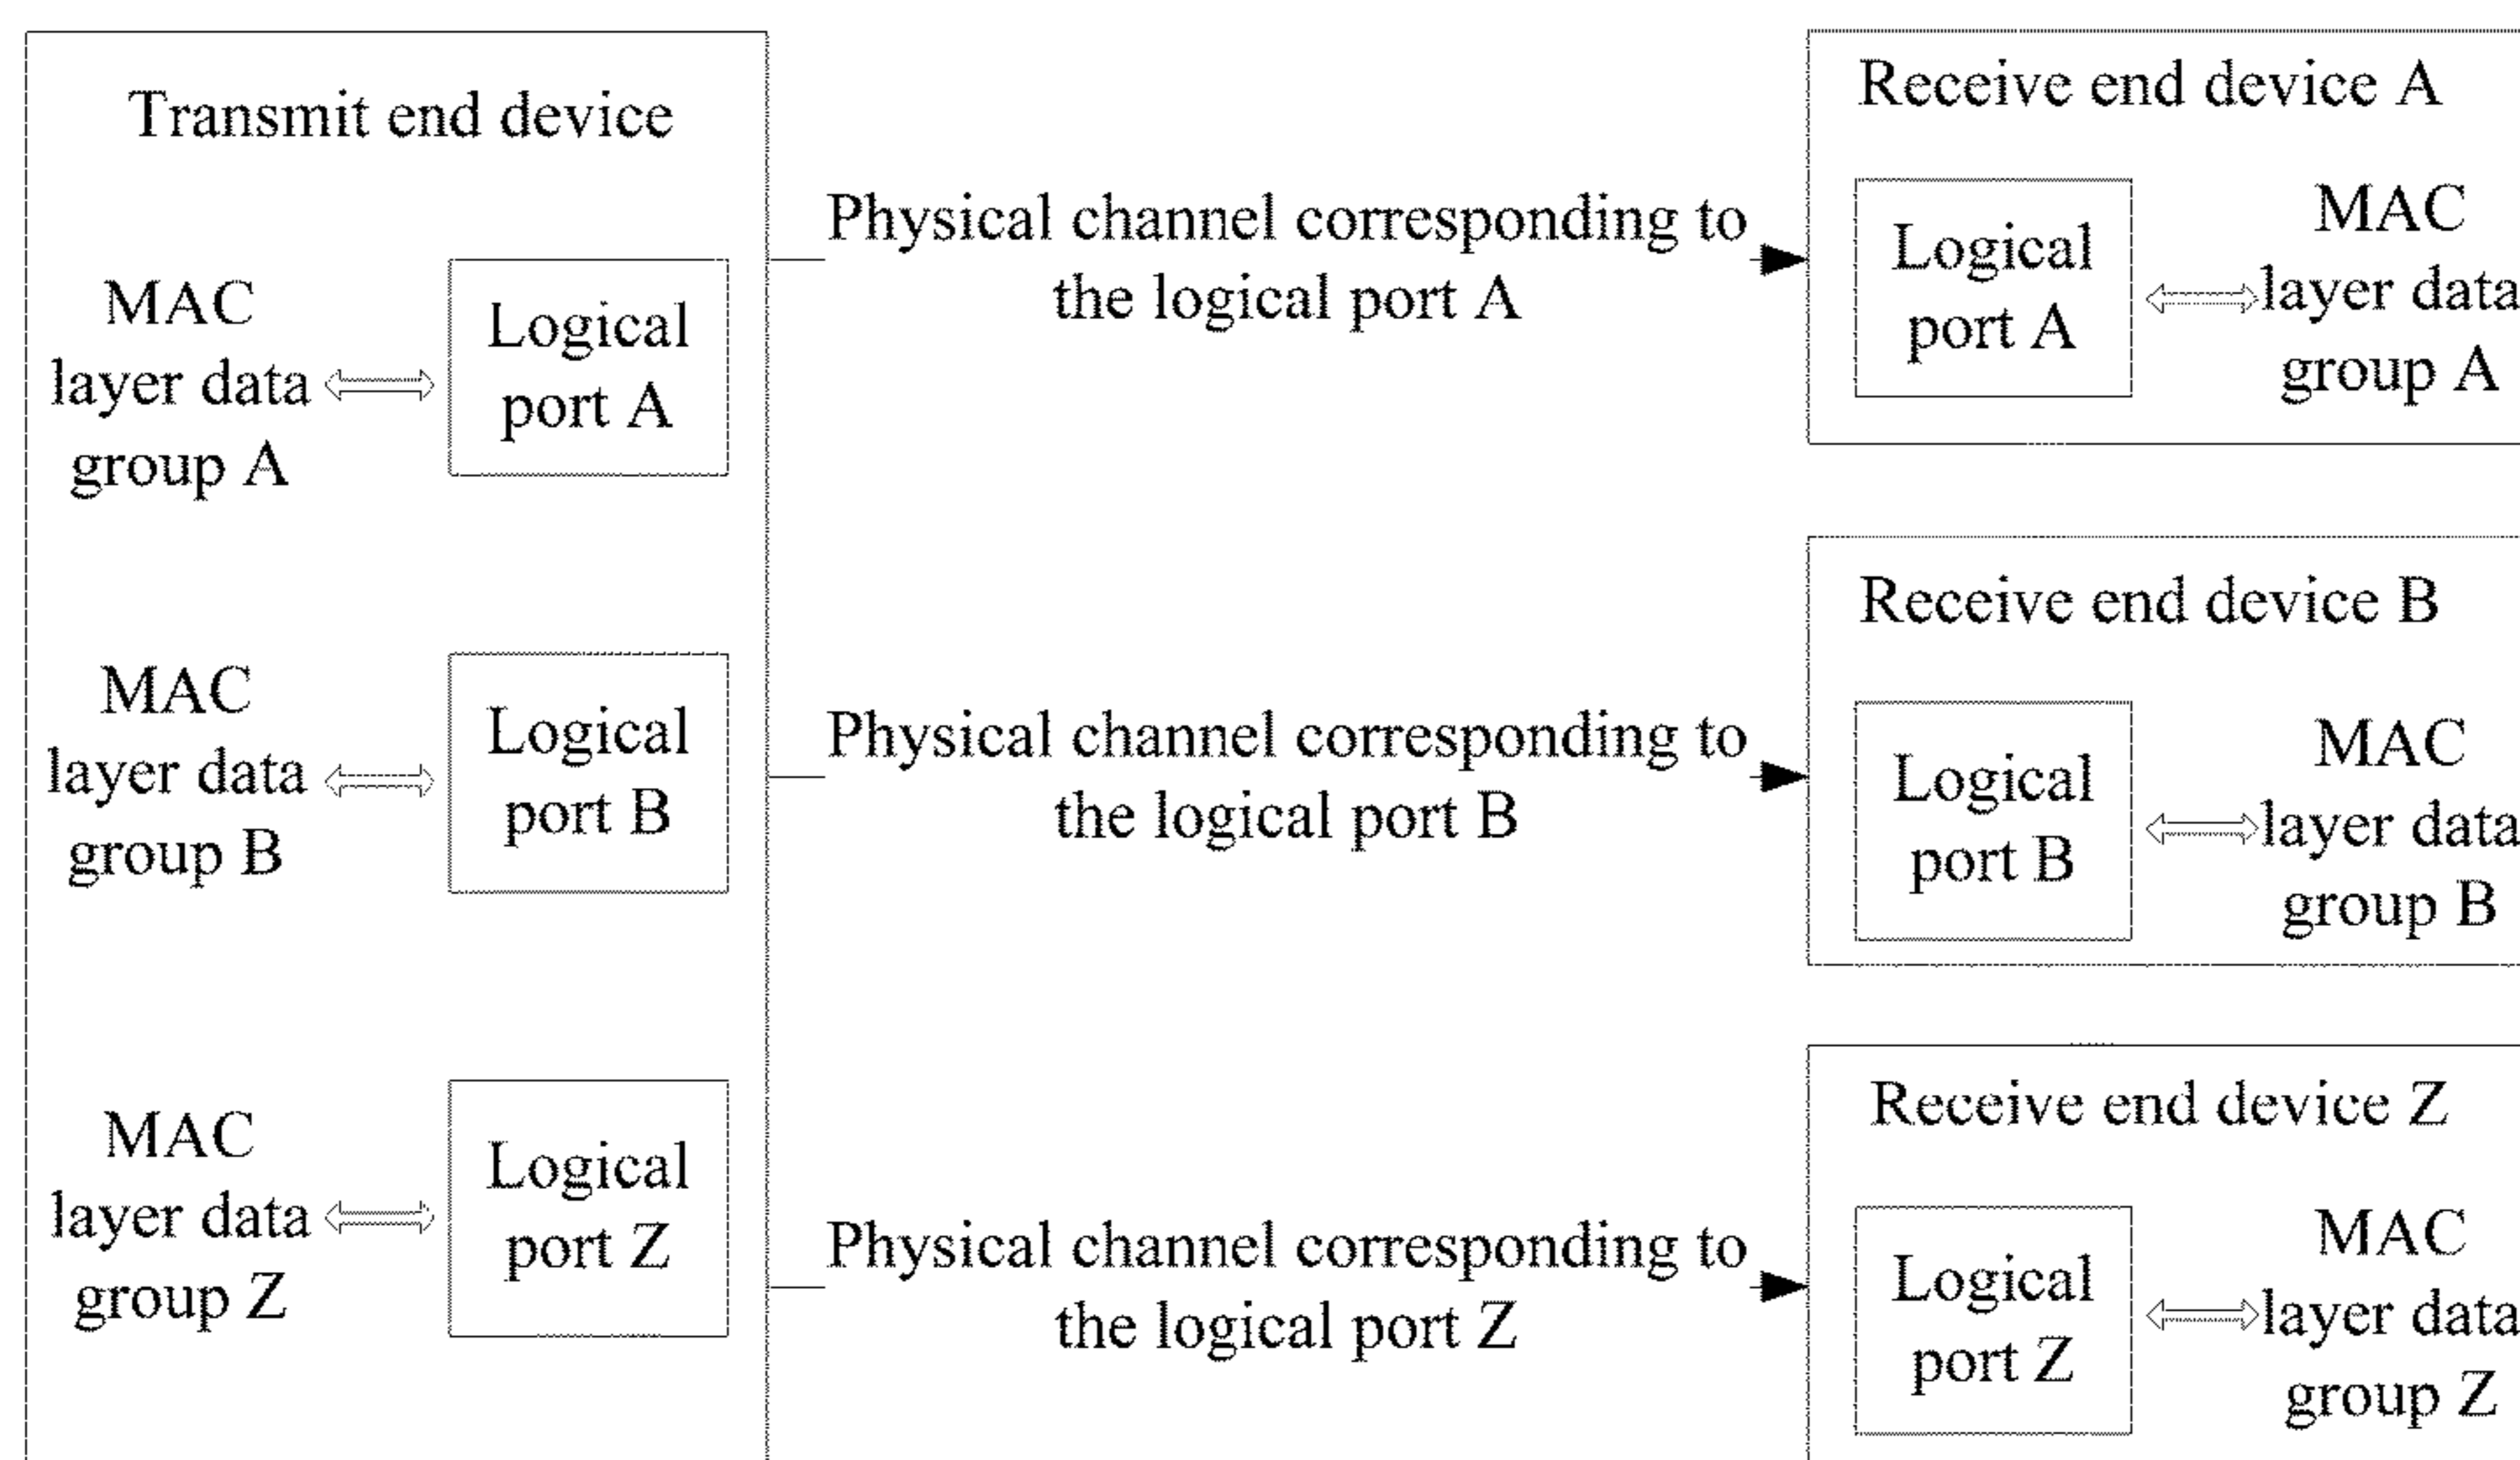 Transmit end device
MAC
layer data
group A
Logical
port A
MAC
layer data
group B
Logical
port B
MAC
layer data
group Z
Logical
port Z
Physical channel corresponding to
the logical port A
Physical channel corresponding to
the logical port B
Physical channel corresponding to
the logical port Z
Receive end device A
Logical
port A
MAC
layer data
group A
Receive end device B
Logical
port B
MAC
layer data
group B
Receive end device Z
Logical
port Z
MAC
layer data
group Z